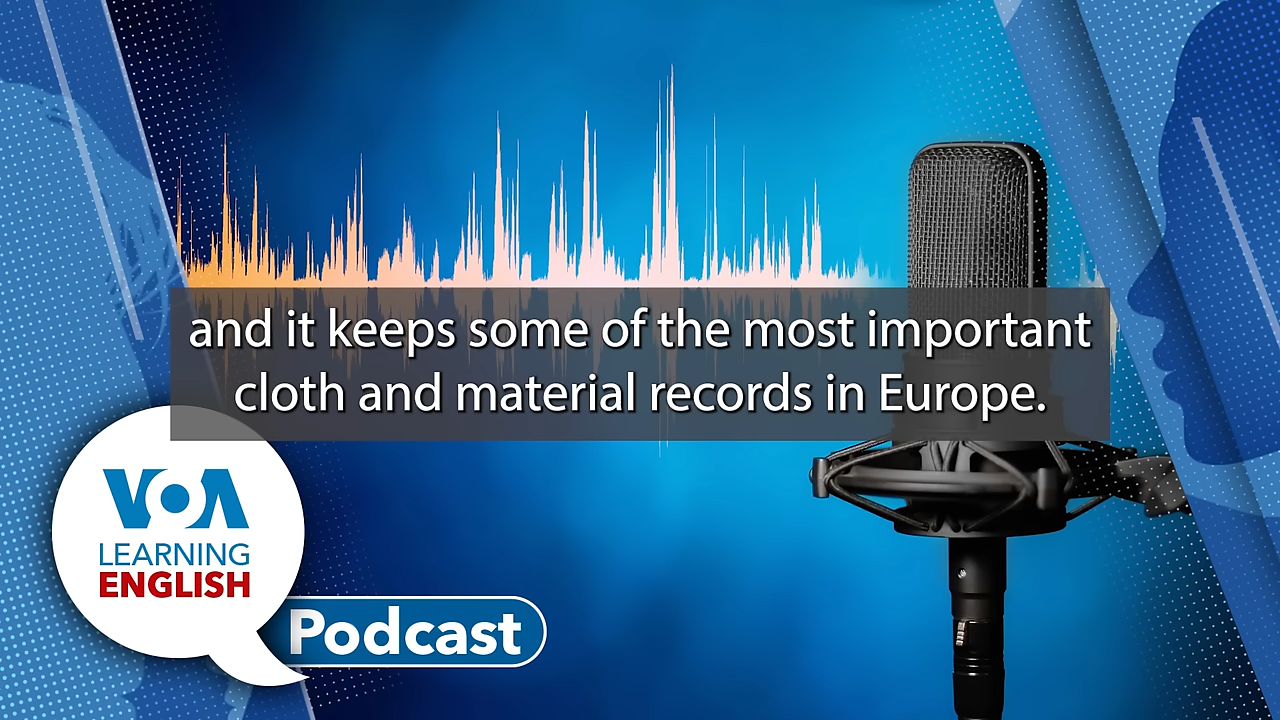 and it keeps some of the most important
cloth and material records in Europe.
VOA
LEARNING
ENGLISH
Podcast